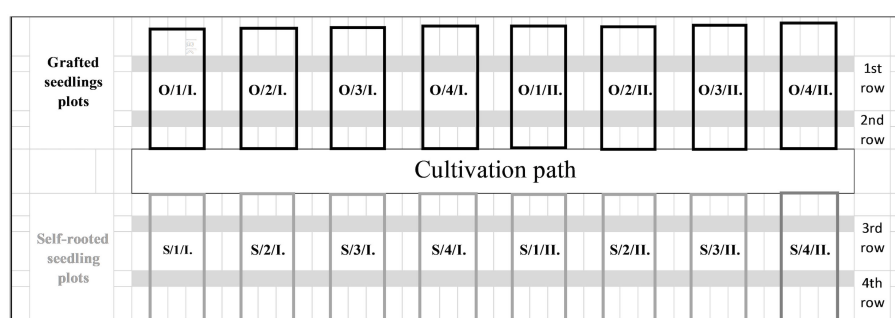 Grafted
seedlings
plots
O/1/I. O/2/I. O/3/I. O/4/I. O/1/II. O/2/II. O/3/II. O/4/II.
1st
row
2nd
row
Cultivation path
Self-rooted
seedling
plots
S/1/I. S/2/I. S/3/I. S/4/I. S/1/II. S/2/II. S/3/II. S/4/II.
3rd
row
4th
row